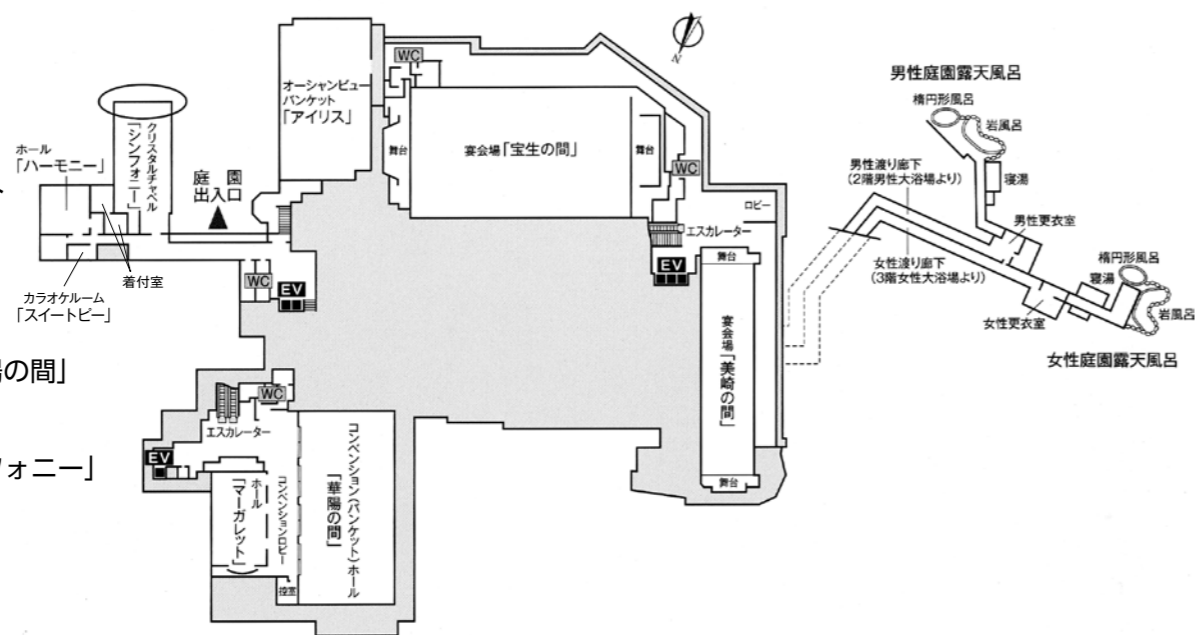 N
WC
オーシャンビュー
バンケット
「アイリス」
舞台
宴会場「宝生の間」
舞台
WC
ロビー
エスカレーター
EV
舞台
宴会場
「美崎の間」
舞台
クリスタルチャペル
「シンフォニー」
ホール
「ハーモニー」
庭園
出入口
着付室
カラオケルーム
「スイートピー」
WC
EV
WC
エスカレーター
EV
ホール
「マーガレット」
コンベンションロビー
控室
コンベンション(バンケット)ホール
「華陽の間」
男性庭園露天風呂
楕円形風呂
岩風呂
寝湯
男性渡り廊下
(2階男性大浴場より)
男性更衣室
女性渡り廊下
(3階女性大浴場より)
女性更衣室
寝湯
楕円形風呂
岩風呂
女性庭園露天風呂
の間」
フォニー」